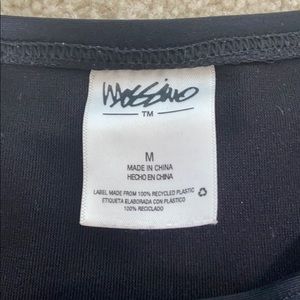 Mossimo
TM
M
MADE IN CHINA
HECHO EN CHINA
LABEL MADE FROM 100% RECYCLED PLASTIC
ETIQUETA ELABORADA CON PLÁSTICO
100% RECICLADO